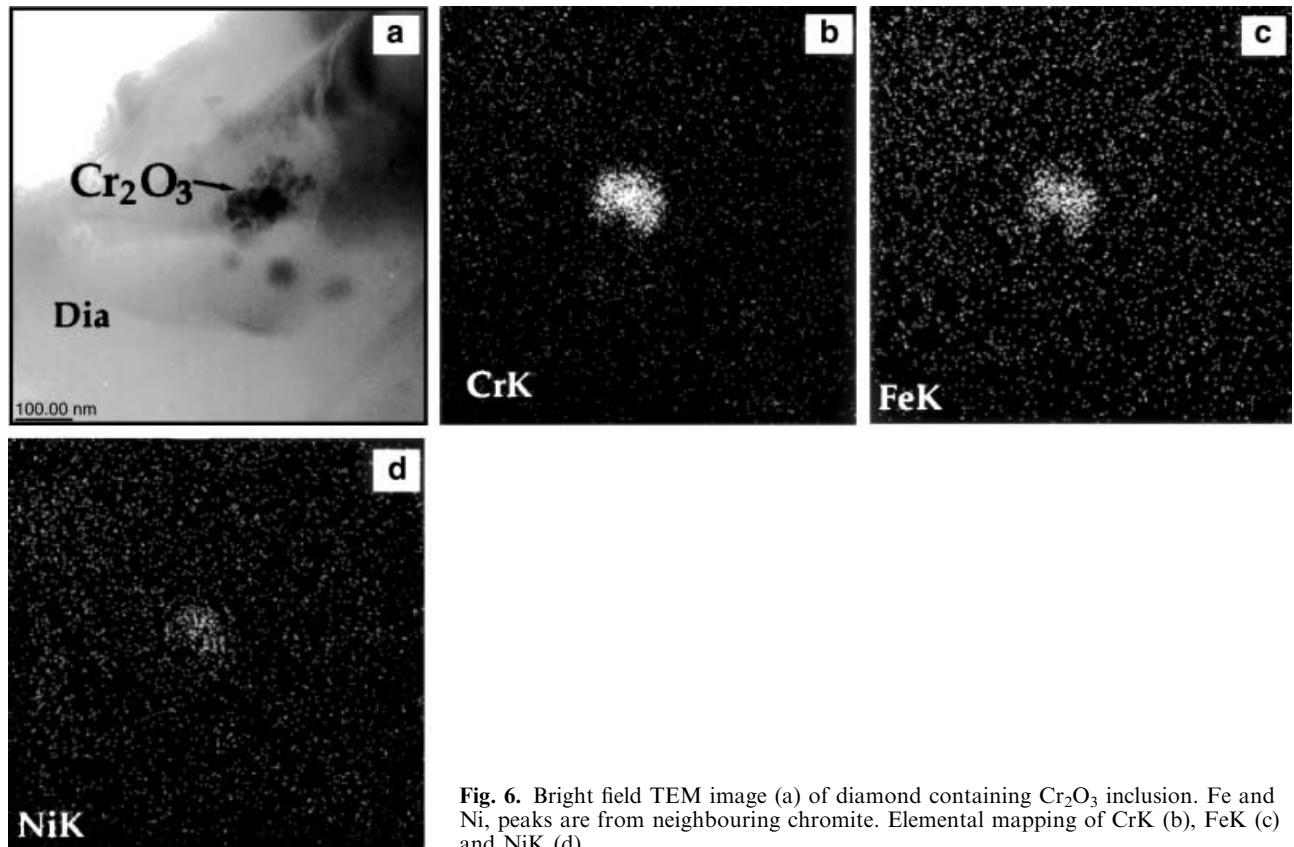 a
b
c
Cr₂O₃
Dia
100.00 nm
CrK
FeK
d
NiK
Fig. 6. Bright field TEM image (a) of diamond containing Cr₂O₃ inclusion. Fe and
Ni, peaks are from neighbouring chromite. Elemental mapping of CrK (b), FeK (c)
and NiK (d)